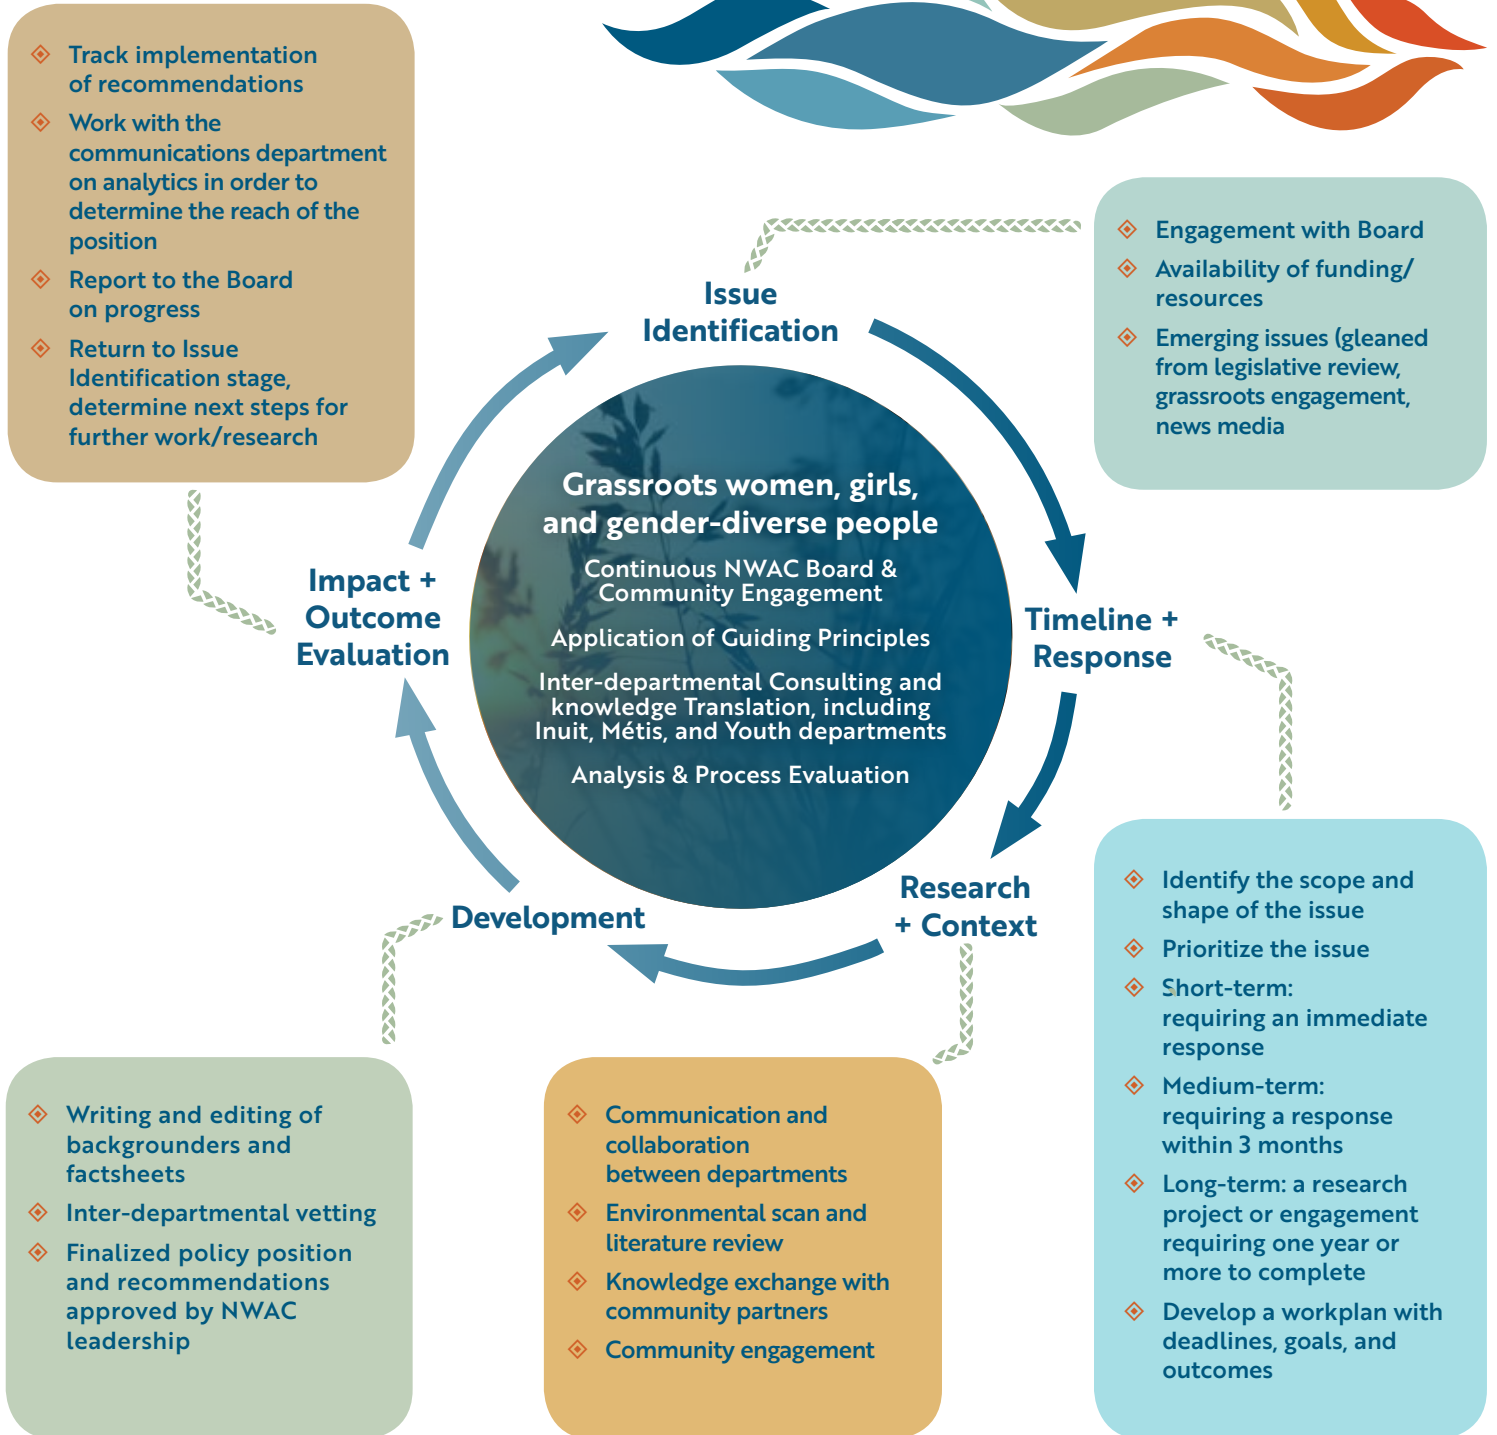 Track implementation
of recommendations
Work with the
communications department
on analytics in order to
determine the reach of the
position
Report to the Board
on progress
Return to Issue
Identification stage,
determine next steps for
further work/research
Engagement with Board
Availability of funding/
resources
Emerging issues (gleaned
from legislative review,
grassroots engagement,
news media
Issue
Identification
Grassroots women, girls,
and gender-diverse people
Continuous NWAC Board &
Community Engagement
Application of Guiding Principles
Inter-departmental Consulting and
knowledge Translation, including
Inuit, Métis, and Youth departments
Analysis & Process Evaluation
Impact +
Outcome
Evaluation
Timeline +
Response
Research
+ Context
Development
Identify the scope and
shape of the issue
Prioritize the issue
Short-term:
requiring an immediate
response
Medium-term:
requiring a response
within 3 months
Long-term: a research
project or engagement
requiring one year or
more to complete
Develop a workplan with
deadlines, goals, and
outcomes
Writing and editing of
backgrounders and
factsheets
Inter-departmental vetting
Finalized policy position
and recommendations
approved by NWAC
leadership
Communication and
collaboration
between departments
Environmental scan and
literature review
Knowledge exchange with
community partners
Community engagement